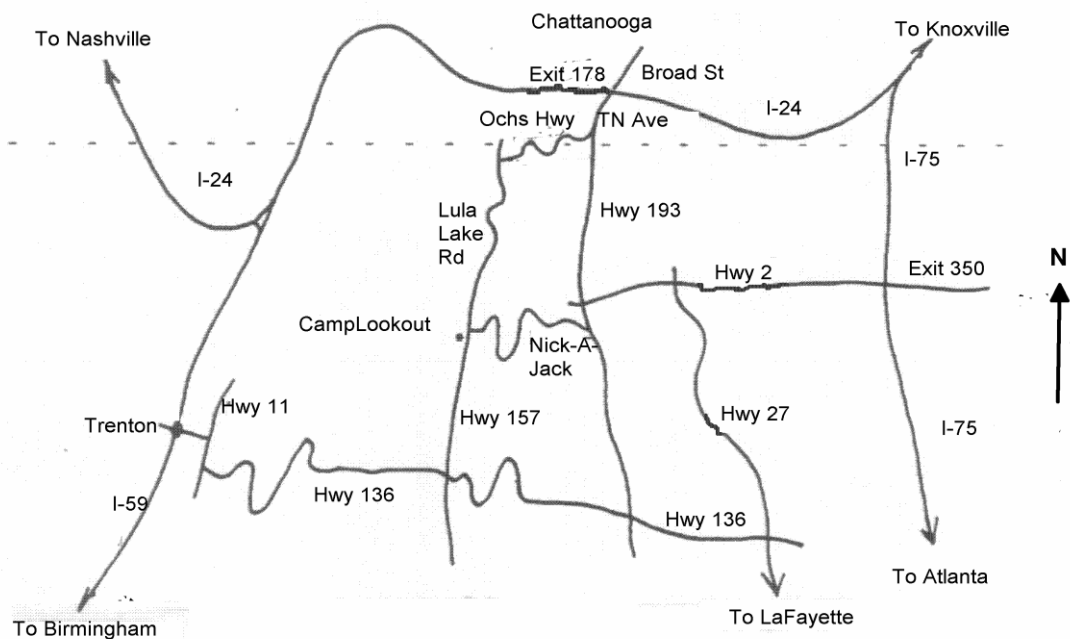 Chattanooga
To Nashville
To Knoxville
Exit 178
Broad St
Ochs Hwy
TN Ave
I-24
I-75
I-24
Lula
Lake
Rd
Hwy 193
Hwy 2
Exit 350
N
CampLookout
Nick-A-
Jack
Hwy 11
Trenton
Hwy 157
Hwy 27
I-75
Hwy 136
I-59
Hwy 136
To Atlanta
To LaFayette
To Birmingham